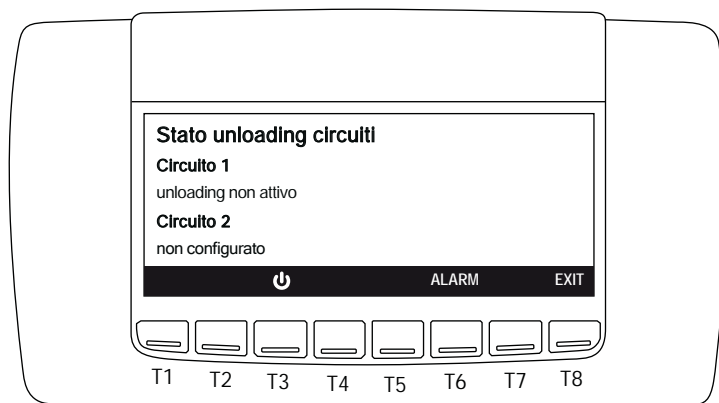 Stato unloading circuiti
Circuito 1
unloading non attivo
Circuito 2
non configurato
ALARM EXIT
T1 T2 T3 T4 T5 T6 T7 T8